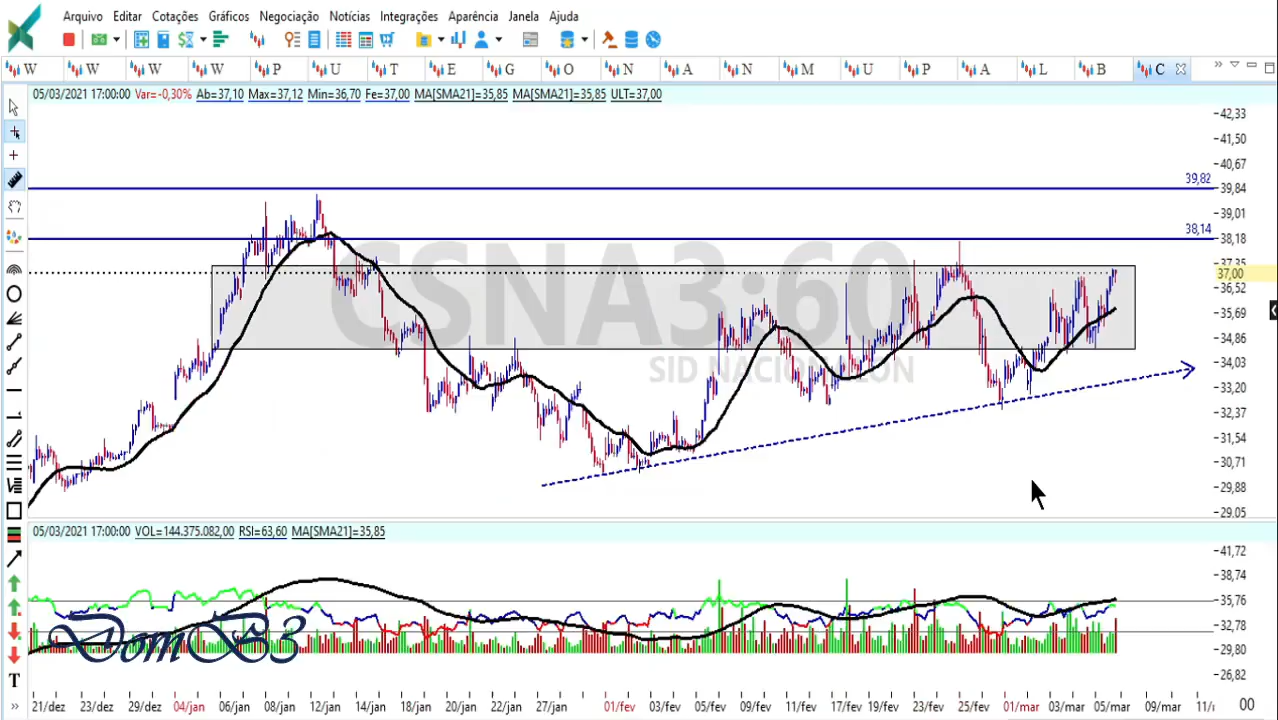 Arquivo Editar Cotações Gráficos Negociação Notícias Integrações Aparência Janela Ajuda
W W W W P U T E G O N A N M U P A L B C
05/03/2021 17:00:00 Var=-0,30% Ab=37,10 Max=37,12 Min=36,70 Fe=37,00 MA[SMA21]=35,85 MA[SMA21]=35,85 ULT=37,00
42,33
41,50
40,67
39,82
39,84
39,01
38,14
38,18
37,35
37,00
36,52
35,69
34,86
34,03
33,20
32,37
31,54
30,71
29,88
29,05
CSNA3:60
SID NACIONAL ON
05/03/2021 17:00:00 VOL=144.375.082,00 RSI=63,60 MA[SMA21]=35,85
41,72
38,74
35,76
32,78
29,80
26,82
DomB3
T
21/dez 23/dez 29/dez 04/jan 06/jan 08/jan 12/jan 14/jan 18/jan 20/jan 22/jan 27/jan 01/fev 03/fev 05/fev 09/fev 11/fev 17/fev 19/fev 23/fev 25/fev 01/mar 03/mar 05/mar 09/mar 00